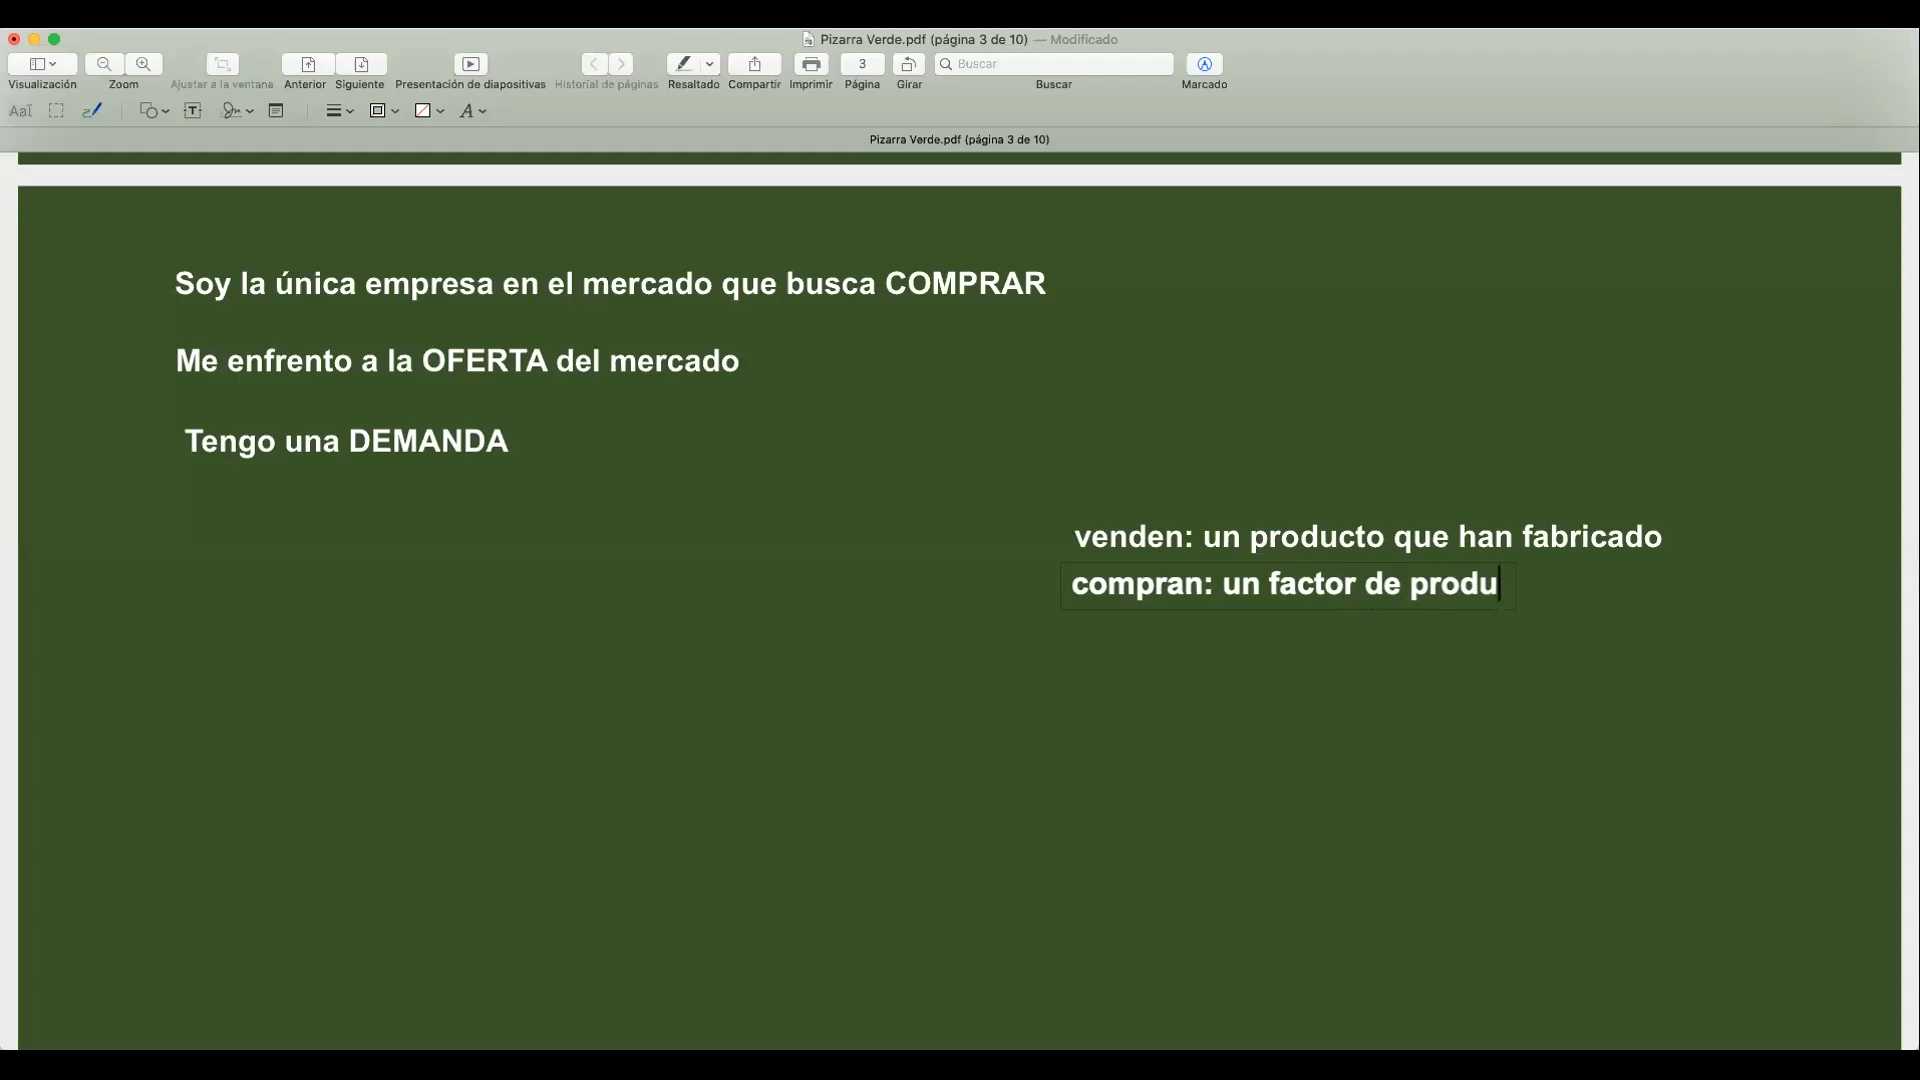 Pizarra Verde.pdf (página 3 de 10) — Modificado
3
Buscar
Visualización
Zoom
Ajustar a la ventana
Anterior
Siguiente
Presentación de diapositivas
Historial de páginas
Resaltado
Compartir
Imprimir
Página
Girar
Buscar
Marcado
AaI
T
A
Pizarra Verde.pdf (página 3 de 10)
Soy la única empresa en el mercado que busca COMPRAR
Me enfrento a la OFERTA del mercado
Tengo una DEMANDA
venden: un producto que han fabricado
compran: un factor de produ